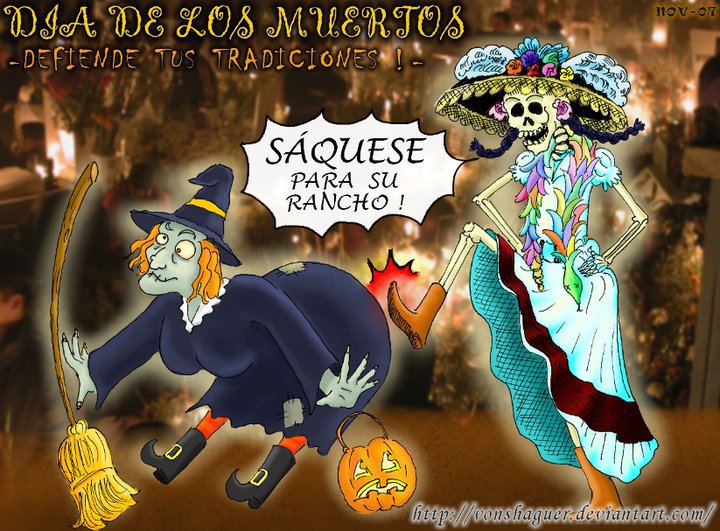 DIA DE LOS MUERTOS
NOV-07
-DEFIENDE TUS TRADICIONES ! -
SÁQUESE
PARA SU
RANCHO !
http://vonshaguer.deviantart.com/